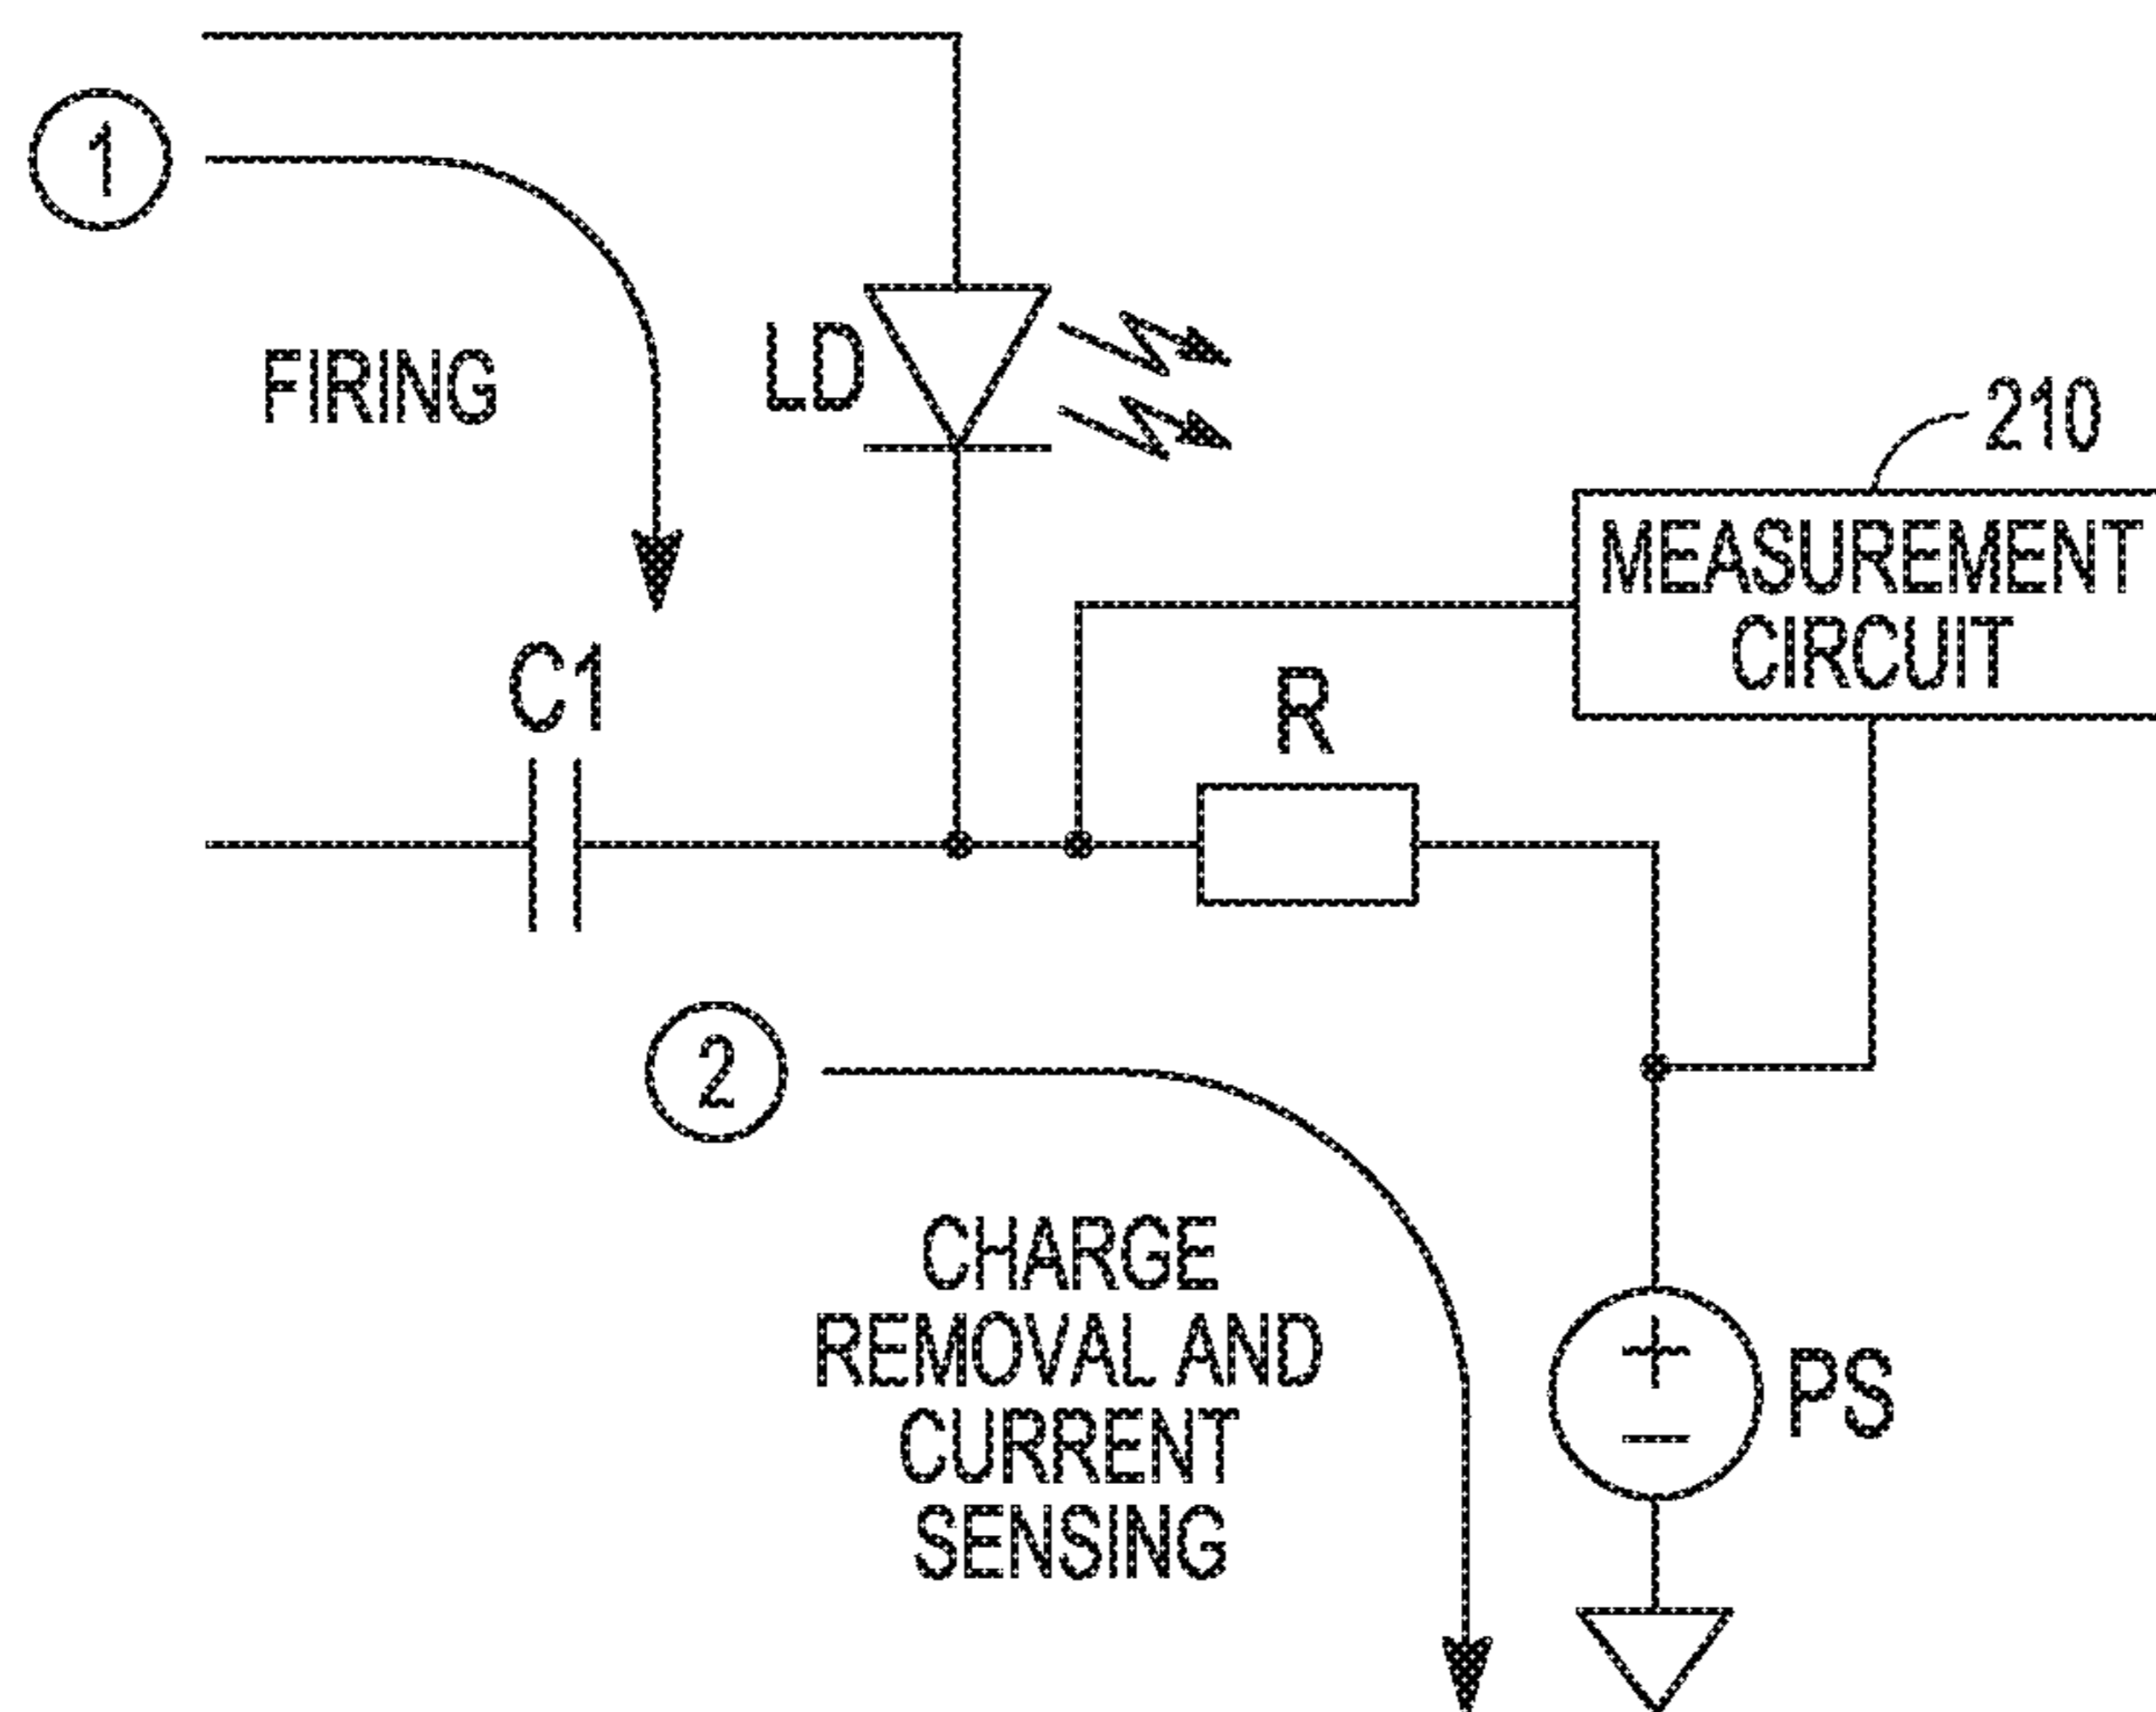 1
FIRING
LD
210
MEASUREMENT
CIRCUIT
C1
R
2
CHARGE
REMOVAL AND
CURRENT
SENSING
+
−
PS